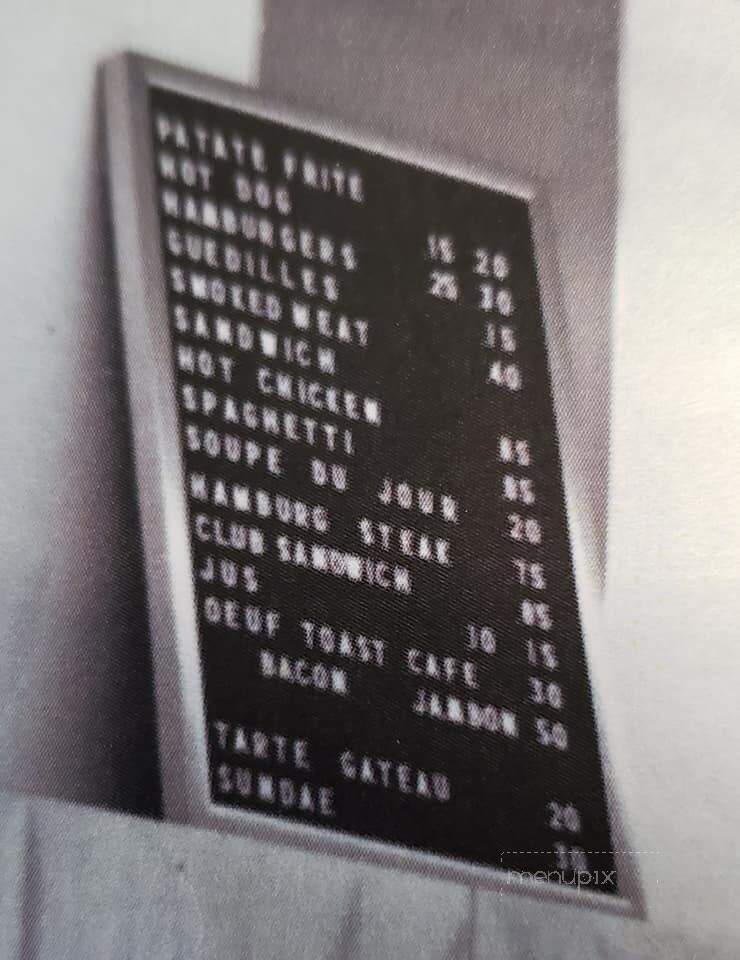 PATATE FRITE
HOT DOG 15 20
HAMBURGERS 25 30
GUEDILLES 15
SMOKED MEAT 40
SANDWICH
HOT CHICKEN 85
SPAGHETTI 85
SOUPE DU JOUR 20
HAMBURG STEAK 75
CLUB SANDWICH 85
JUS 10 15
OEUF TOAST CAFE 30
BACON JAMBON 50
TARTE GATEAU 20
SUNDAE
menupix